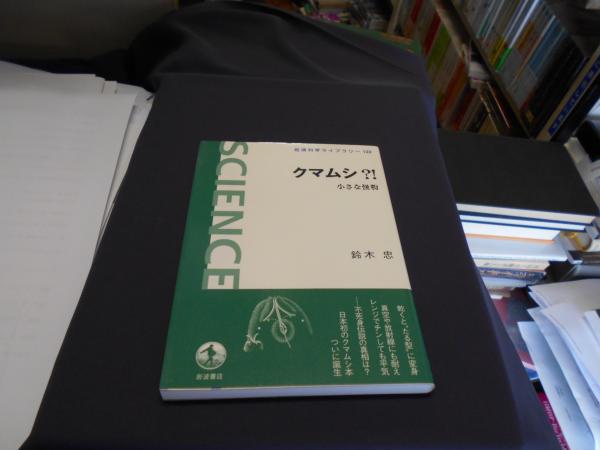 岩波科学ライブラリー 122
SCIENCE
クマムシ?!
小さな怪物
鈴木 忠
乾くと"たる型"に変身
真空や放射線にも耐え
レンジでチンしても平気
──不死身伝説の真相は?
日本初のクマムシ本
ついに誕生
岩波書店